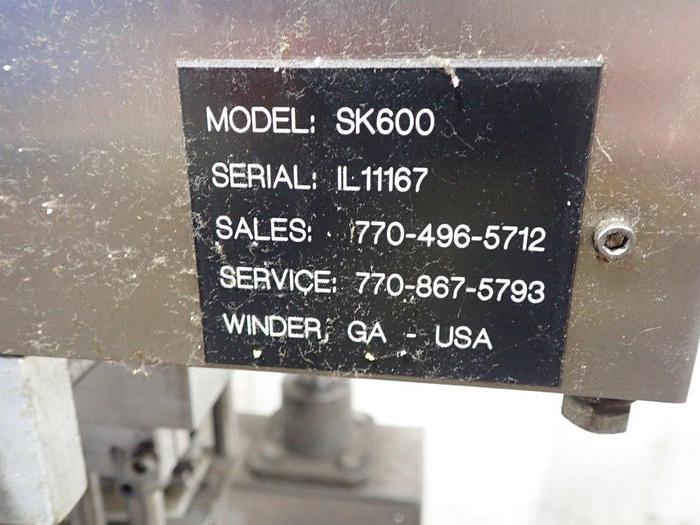 MODEL: SK600
SERIAL: IL11167
SALES: 770-496-5712
SERVICE: 770-867-5793
WINDER, GA - USA